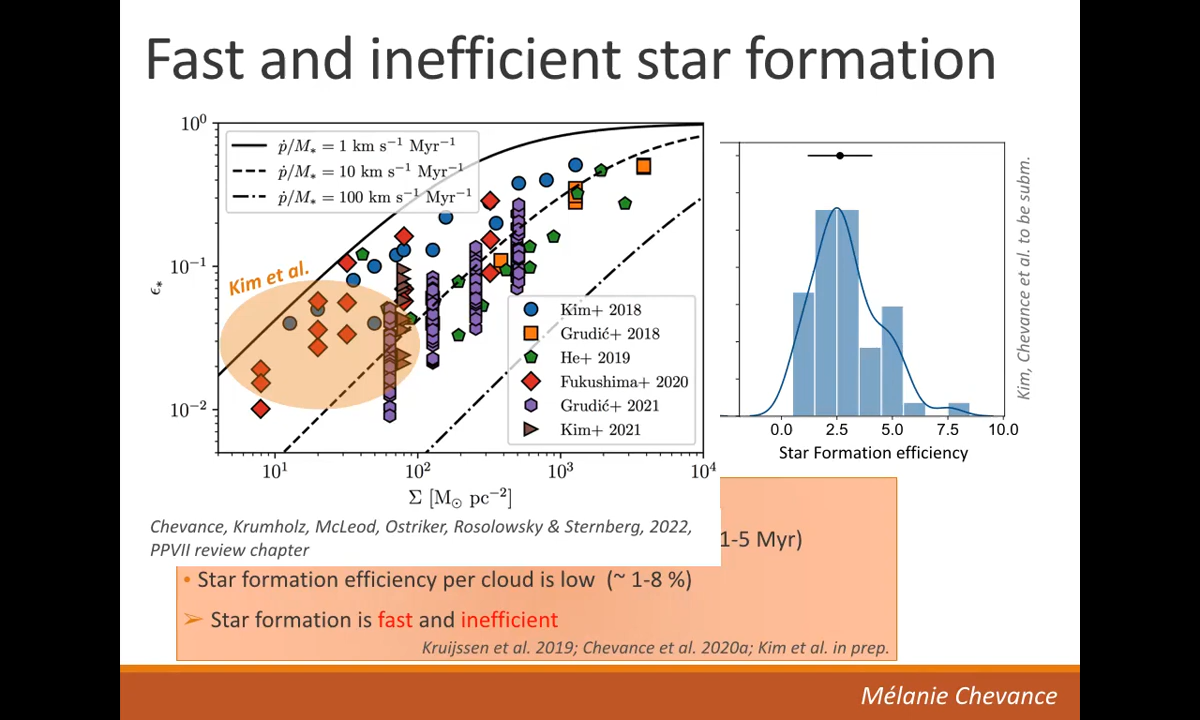 Fast and inefficient star formation
10⁰
10⁻¹
10⁻²
ϵ*
ṗ/M* = 1 km s⁻¹ Myr⁻¹
ṗ/M* = 10 km s⁻¹ Myr⁻¹
ṗ/M* = 100 km s⁻¹ Myr⁻¹
Kim et al.
Kim+ 2018
Grudić+ 2018
He+ 2019
Fukushima+ 2020
Grudić+ 2021
Kim+ 2021
10¹ 10² 10³ 10⁴
Σ [M⊙ pc⁻²]
0.0 2.5 5.0 7.5 10.0
Star Formation efficiency
Kim, Chevance et al. to be subm.
Chevance, Krumholz, McLeod, Ostriker, Rosolowsky & Sternberg, 2022,
PPVII review chapter
1-5 Myr)
• Star formation efficiency per cloud is low (~ 1-8 %)
➢ Star formation is fast and inefficient
Kruijssen et al. 2019; Chevance et al. 2020a; Kim et al. in prep.
Mélanie Chevance